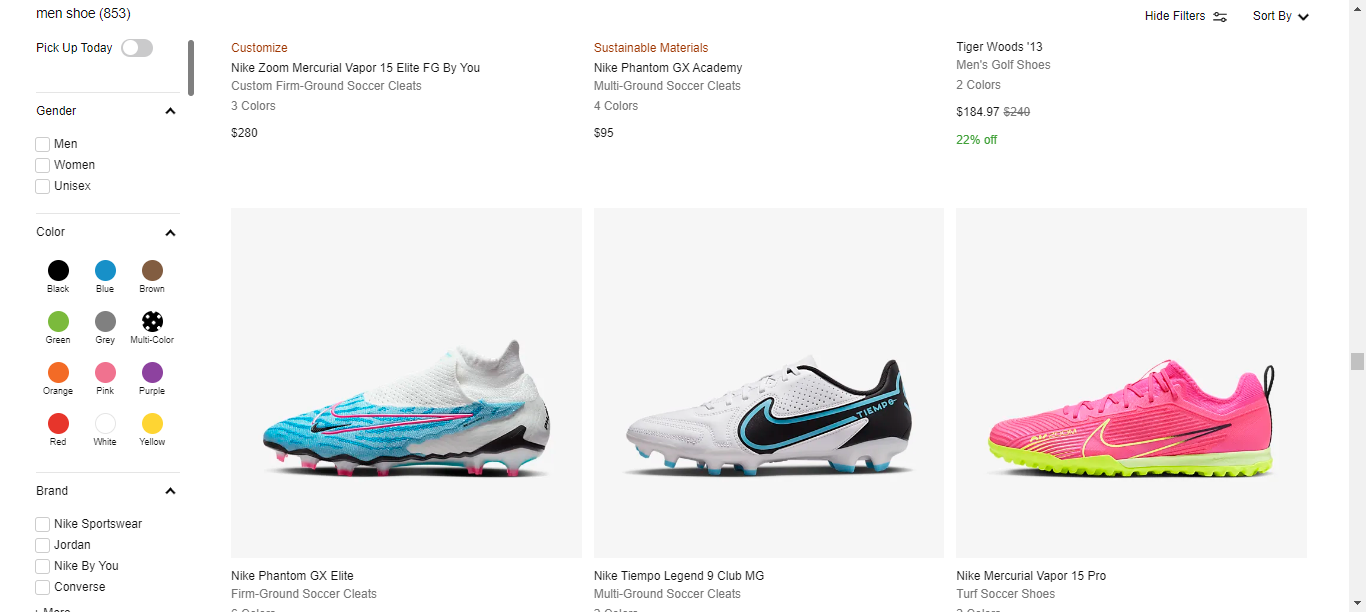 men shoe (853)
Hide Filters
Sort By
Pick Up Today
Gender
Men
Women
Unisex
Color
Black
Blue
Brown
Green
Grey
Multi-Color
Orange
Pink
Purple
Red
White
Yellow
Brand
Nike Sportswear
Jordan
Nike By You
Converse
+ More
Customize
Nike Zoom Mercurial Vapor 15 Elite FG By You
Custom Firm-Ground Soccer Cleats
3 Colors
$280
Sustainable Materials
Nike Phantom GX Academy
Multi-Ground Soccer Cleats
4 Colors
$95
Tiger Woods '13
Men's Golf Shoes
2 Colors
$184.97 $240
22% off
TIEMPO
AIR ZOOM
Nike Phantom GX Elite
Firm-Ground Soccer Cleats
6 Colors
Nike Tiempo Legend 9 Club MG
Multi-Ground Soccer Cleats
Nike Mercurial Vapor 15 Pro
Turf Soccer Shoes